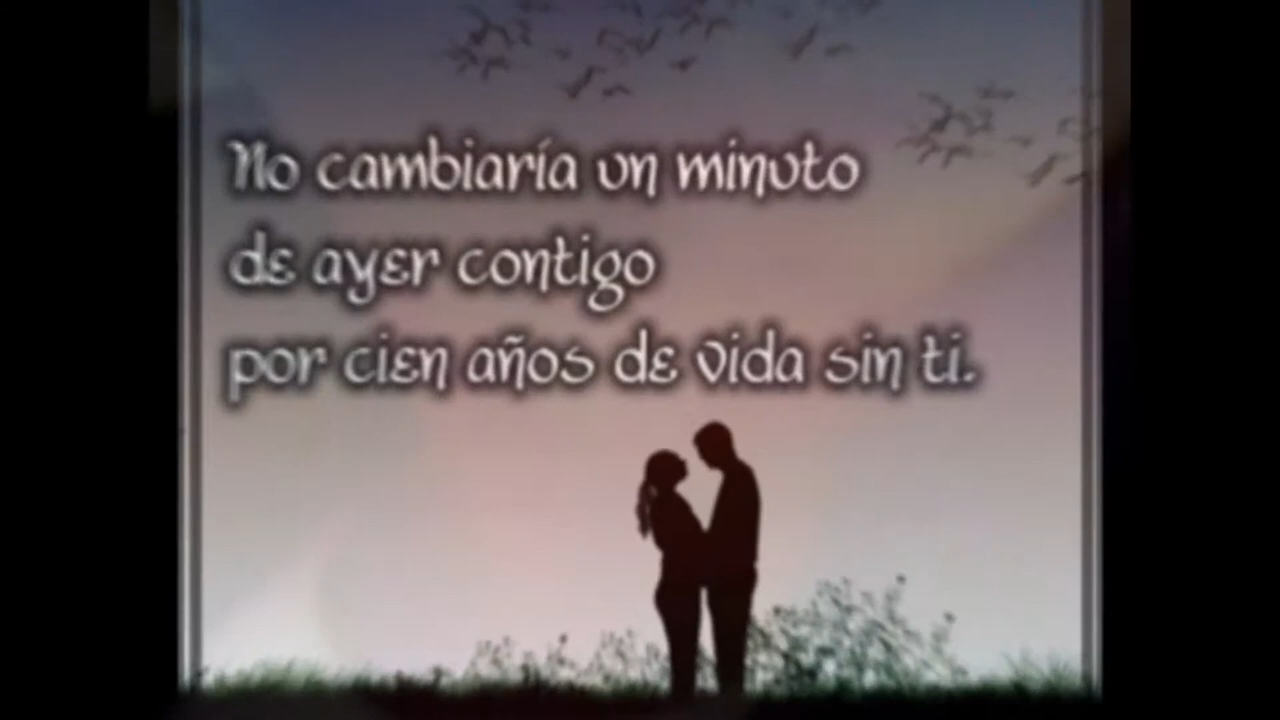 No cambiaría un minuto
de ayer contigo
por cien años de vida sin ti.